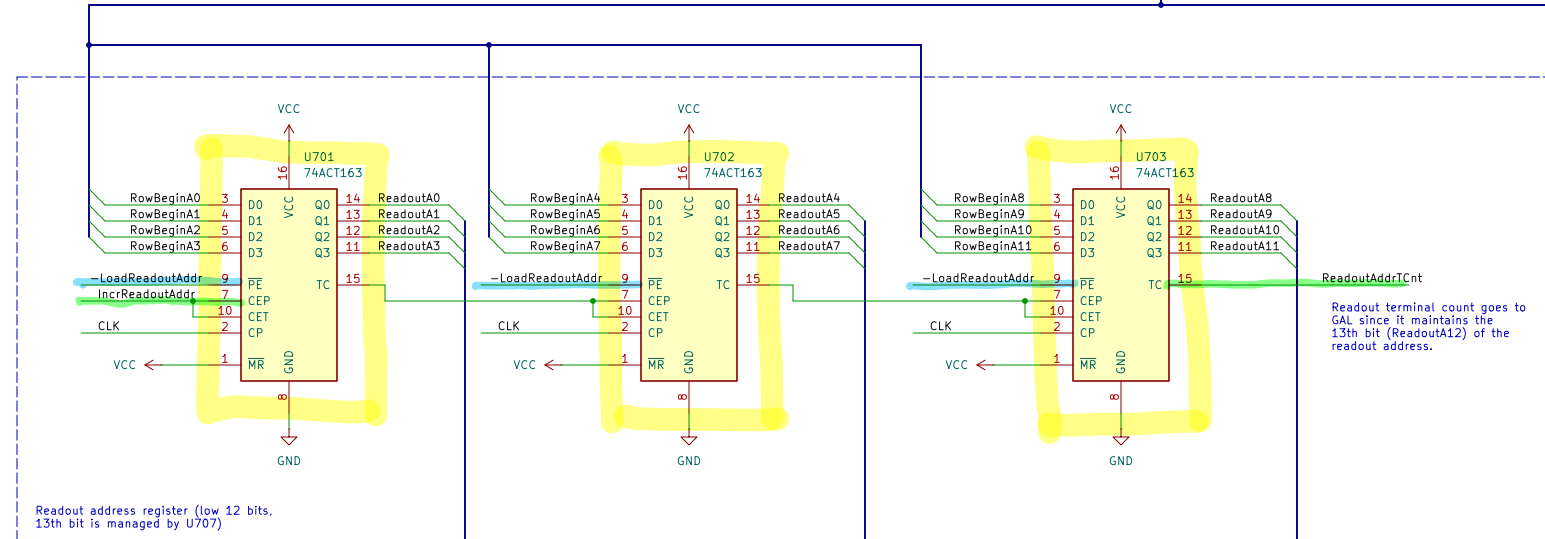 VCC
U701
74ACT163
16
VCC
RowBeginA0 3 D0 Q0 14 ReadoutA0
RowBeginA1 4 D1 Q1 13 ReadoutA1
RowBeginA2 5 D2 Q2 12 ReadoutA2
RowBeginA3 6 D3 Q3 11 ReadoutA3
-LoadReadoutAddr 9 PE TC 15
IncrReadoutAddr 7 CEP
10 CET
CLK 2 CP
VCC 1 MR
GND
8
GND
VCC
U702
74ACT163
16
VCC
RowBeginA4 3 D0 Q0 14 ReadoutA4
RowBeginA5 4 D1 Q1 13 ReadoutA5
RowBeginA6 5 D2 Q2 12 ReadoutA6
RowBeginA7 6 D3 Q3 11 ReadoutA7
-LoadReadoutAddr 9 PE TC 15
7 CEP
10 CET
CLK 2 CP
VCC 1 MR
GND
8
GND
VCC
U703
74ACT163
16
VCC
RowBeginA8 3 D0 Q0 14 ReadoutA8
RowBeginA9 4 D1 Q1 13 ReadoutA9
RowBeginA10 5 D2 Q2 12 ReadoutA10
RowBeginA11 6 D3 Q3 11 ReadoutA11
-LoadReadoutAddr 9 PE TC 15 ReadoutAddrTCnt
7 CEP
10 CET
CLK 2 CP
VCC 1 MR
GND
8
GND
Readout terminal count goes to
GAL since it maintains the
13th bit (ReadoutA12) of the
readout address.
Readout address register (low 12 bits,
13th bit is managed by U707)